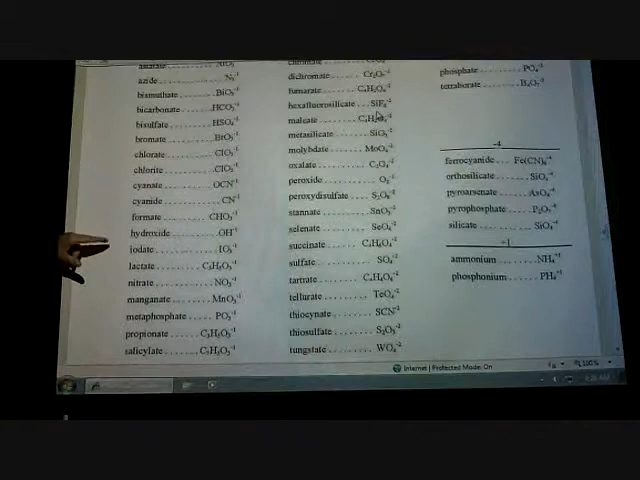 azide ........ N₃⁻¹
bismuthate ...... BiO₃⁻¹
bicarbonate ...... HCO₃⁻¹
bisulfate ........ HSO₄⁻¹
bromate ......... BrO₃⁻¹
chlorate ........ ClO₃⁻¹
chlorite ......... ClO₂⁻¹
cyanate ......... OCN⁻¹
cyanide .......... CN⁻¹
formate ....... CHO₂⁻¹
hydroxide ........ OH⁻¹
iodate ........... IO₃⁻¹
lactate ...... C₃H₅O₃⁻¹
nitrate ......... NO₃⁻¹
manganate ..... MnO₃⁻¹
metaphosphate .... PO₃⁻¹
propionate .... C₃H₅O₂⁻¹
salicylate ...... C₇H₅O₃⁻¹
dichromate ...... Cr₂O₇⁻²
fumarate ...... C₄H₂O₄⁻²
hexafluorosilicate ... SiF₆⁻²
maleate
metasilicate ...... SiO₃⁻²
molybdate ...... MoO₄⁻²
oxalate ......... C₂O₄⁻²
peroxide ......... O₂⁻²
peroxydisulfate .... S₂O₈⁻²
stannate ........ SnO₃⁻²
selenate ........ SeO₄⁻²
succinate ..... C₄H₄O₄⁻²
sulfate .......... SO₄⁻²
tartrate ....... C₄H₄O₆⁻²
tellurate ........ TeO₄⁻²
thiocynate ...... SCN⁻²
thiosulfate ....... S₂O₃⁻²
tungstate ....... WO₄⁻²
phosphate ........ PO₄⁻³
tetraborate ....... B₄O₇⁻³
-4
ferrocyanide ... Fe(CN)₆⁻⁴
orthosilicate ...... SiO₄⁻⁴
pyroarsenate .... As₂O₇⁻⁴
pyrophosphate ... P₂O₇⁻⁴
silicate .......... SiO₄⁻⁴
+1
ammonium ....... NH₄⁺¹
phosphonium ..... PH₄⁺¹
Internet | Protected Mode: On
100%